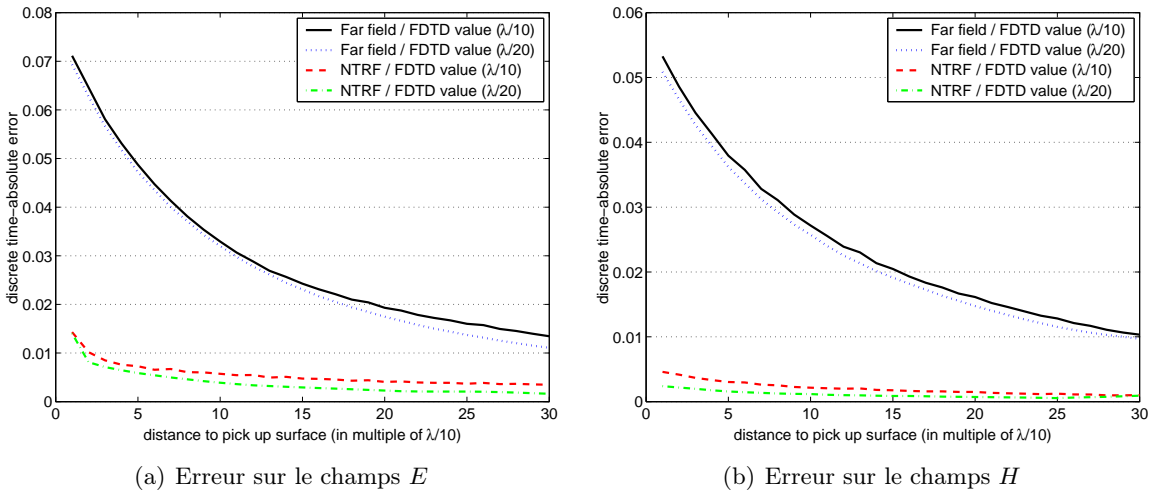 0.08
0.07
0.06
0.05
0.04
0.03
0.02
0.01
0
discrete time−absolute error
Far field / FDTD value (λ/10)
Far field / FDTD value (λ/20)
NTRF / FDTD value (λ/10)
NTRF / FDTD value (λ/20)
0 5 10 15 20 25 30
distance to pick up surface (in multiple of λ/10)
(a) Erreur sur le champs E
0.06
0.05
0.04
0.03
0.02
0.01
0
discrete time−absolute error
Far field / FDTD value (λ/10)
Far field / FDTD value (λ/20)
NTRF / FDTD value (λ/10)
NTRF / FDTD value (λ/20)
0 5 10 15 20 25 30
distance to pick up surface (in multiple of λ/10)
(b) Erreur sur le champs H